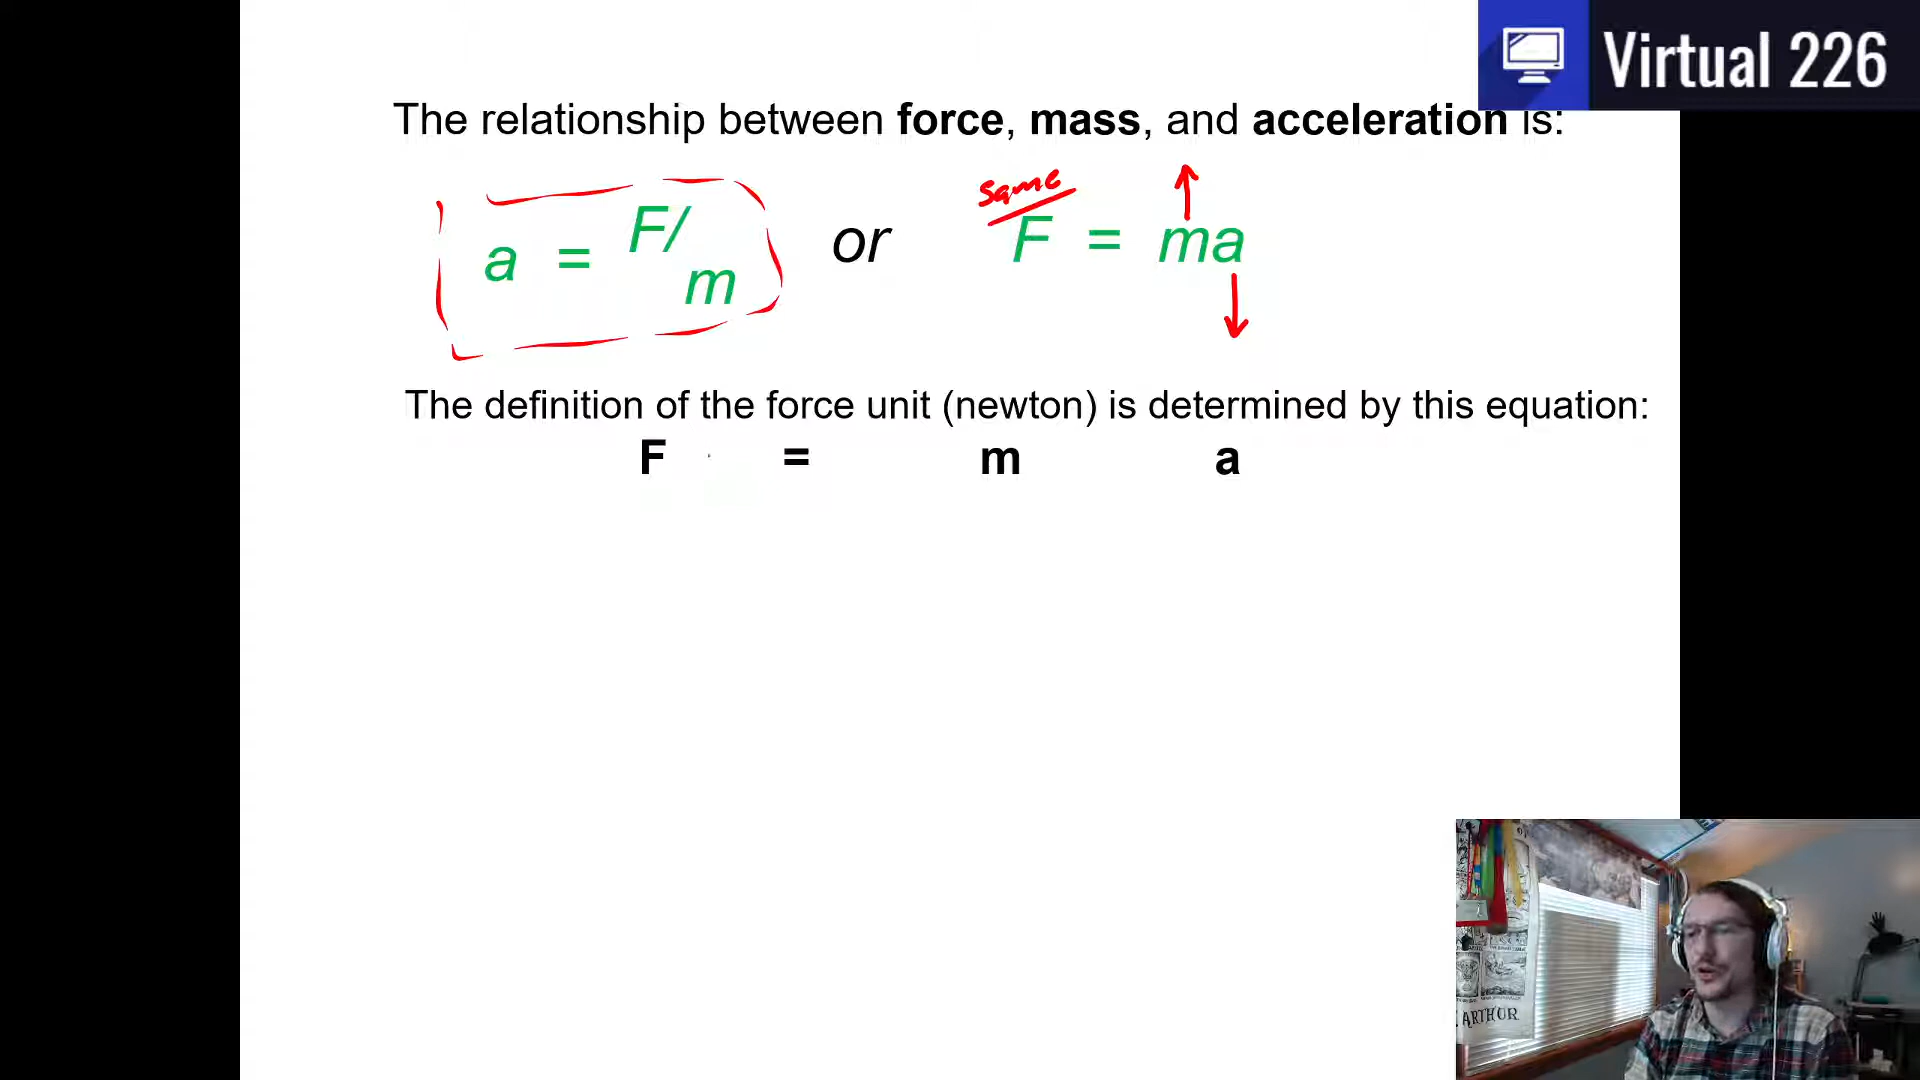 Virtual 226
The relationship between force, mass, and acceleration is:
same
a = F/m or F = ma
The definition of the force unit (newton) is determined by this equation:
F = m a
ARTHUR